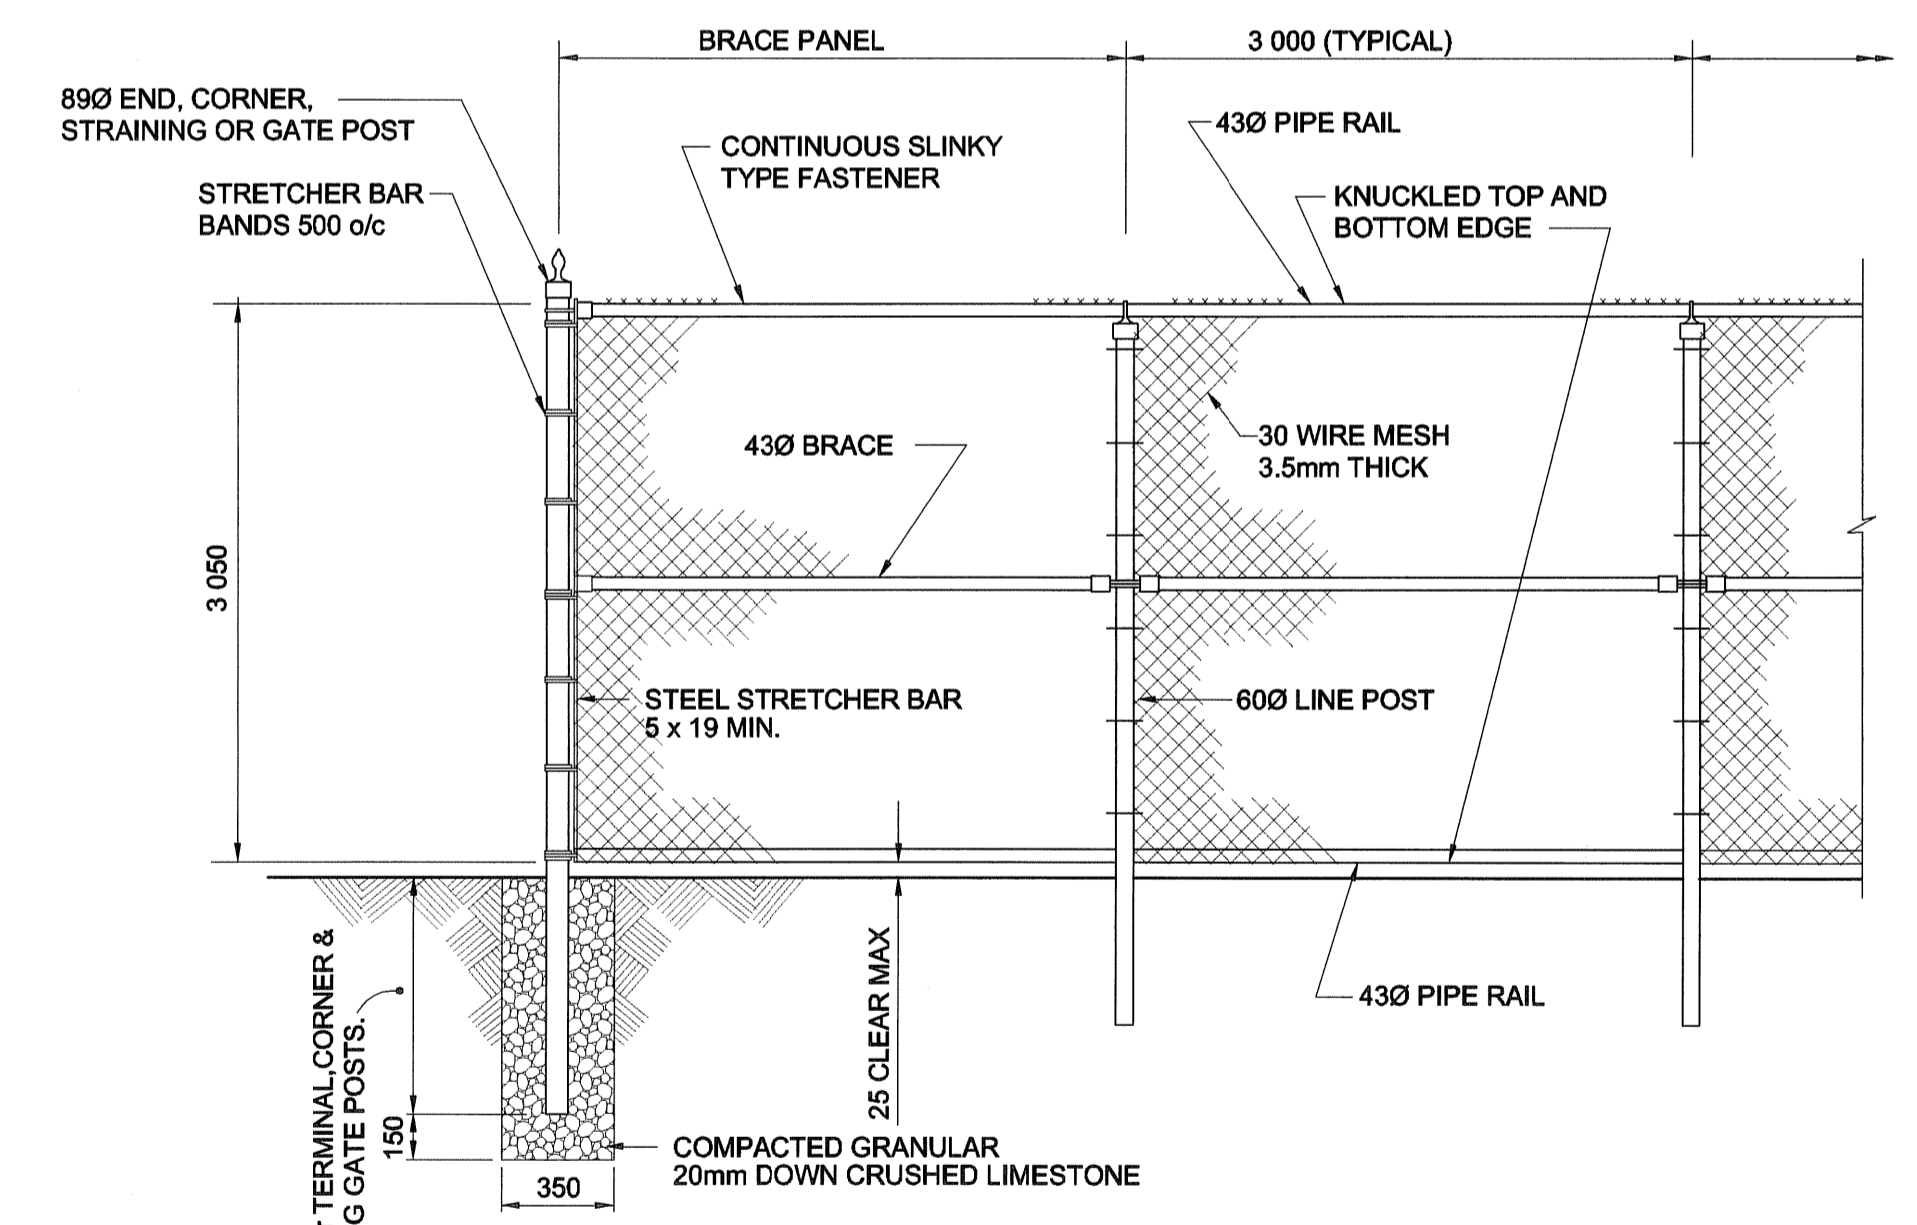 BRACE PANEL
3 000 (TYPICAL)
89Ø END, CORNER,
STRAINING OR GATE POST
CONTINUOUS SLINKY
TYPE FASTENER
43Ø PIPE RAIL
STRETCHER BAR
BANDS 500 o/c
KNUCKLED TOP AND
BOTTOM EDGE
43Ø BRACE
30 WIRE MESH
3.5mm THICK
3 050
STEEL STRETCHER BAR
5 x 19 MIN.
60Ø LINE POST
TERMINAL,CORNER &
GATE POSTS.
150
25 CLEAR MAX
43Ø PIPE RAIL
COMPACTED GRANULAR
20mm DOWN CRUSHED LIMESTONE
350